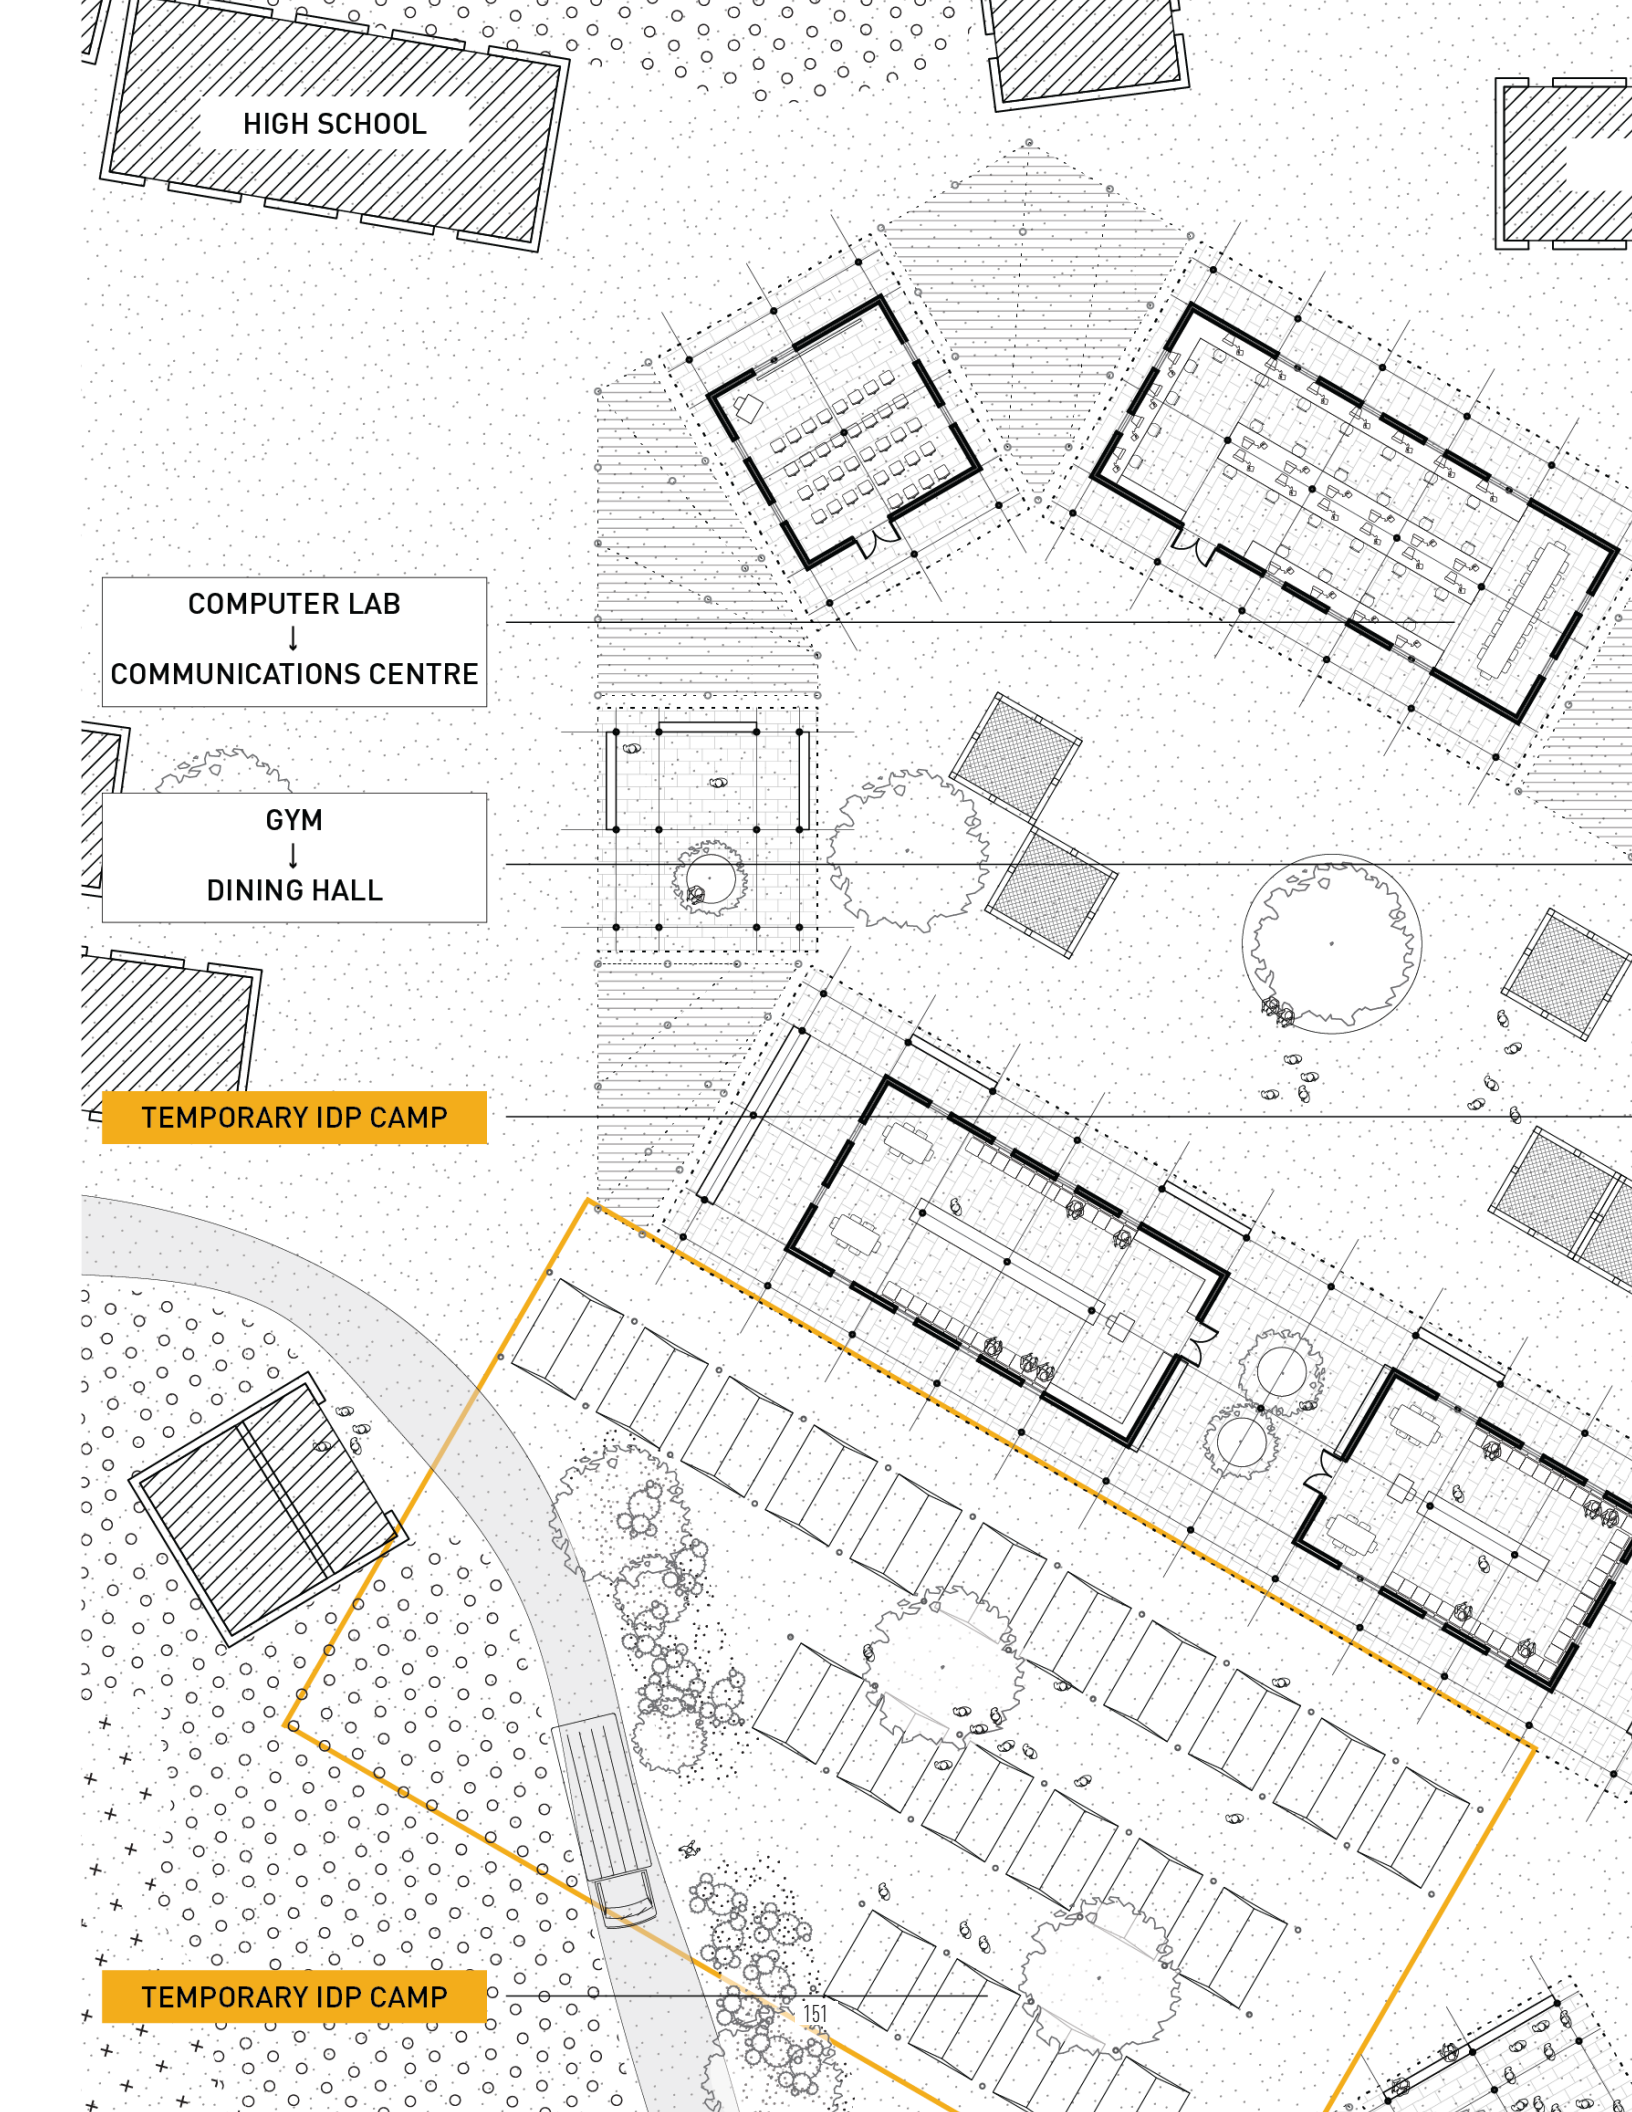 HIGH SCHOOL
COMPUTER LAB
↓
COMMUNICATIONS CENTRE
GYM
↓
DINING HALL
TEMPORARY IDP CAMP
TEMPORARY IDP CAMP
151